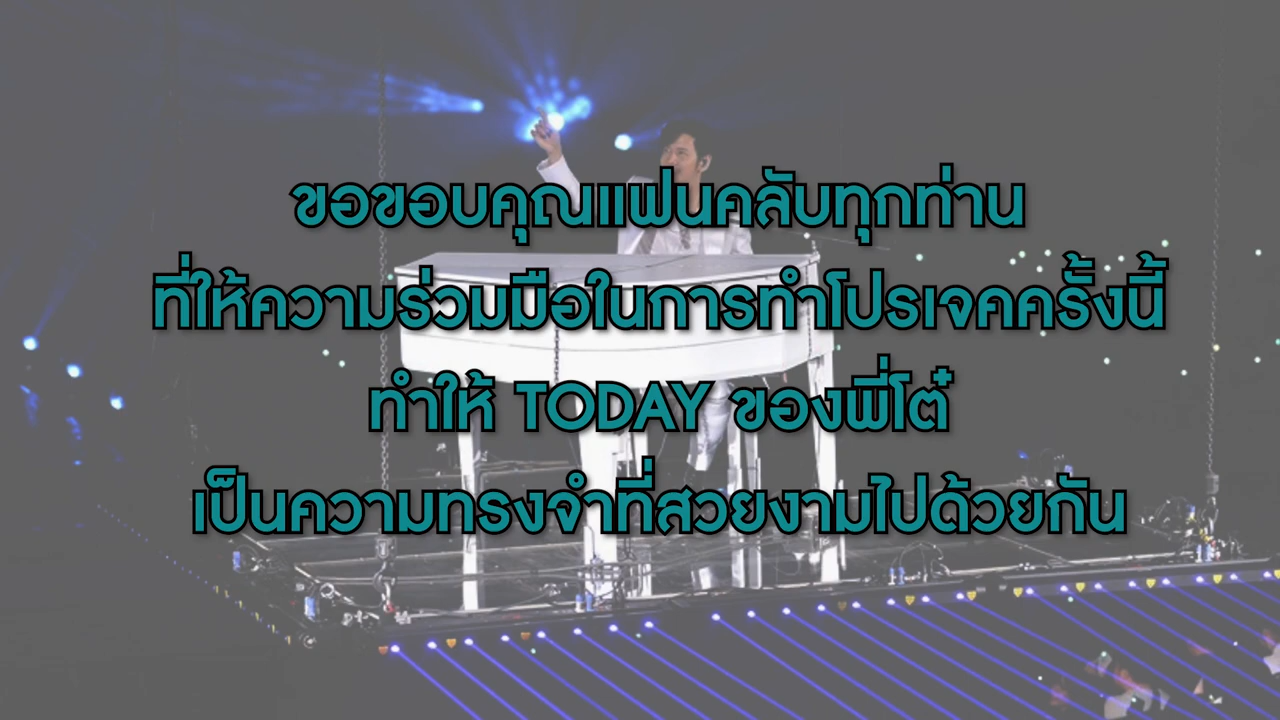 ขอขอบคุณแฟนคลับทุกท่าน
ที่ให้ความร่วมมือในการทำโปรเจคครั้งนี้
ทำให้ TODAY ของพี่โต๋
เป็นความทรงจำที่สวยงามไปด้วยกัน